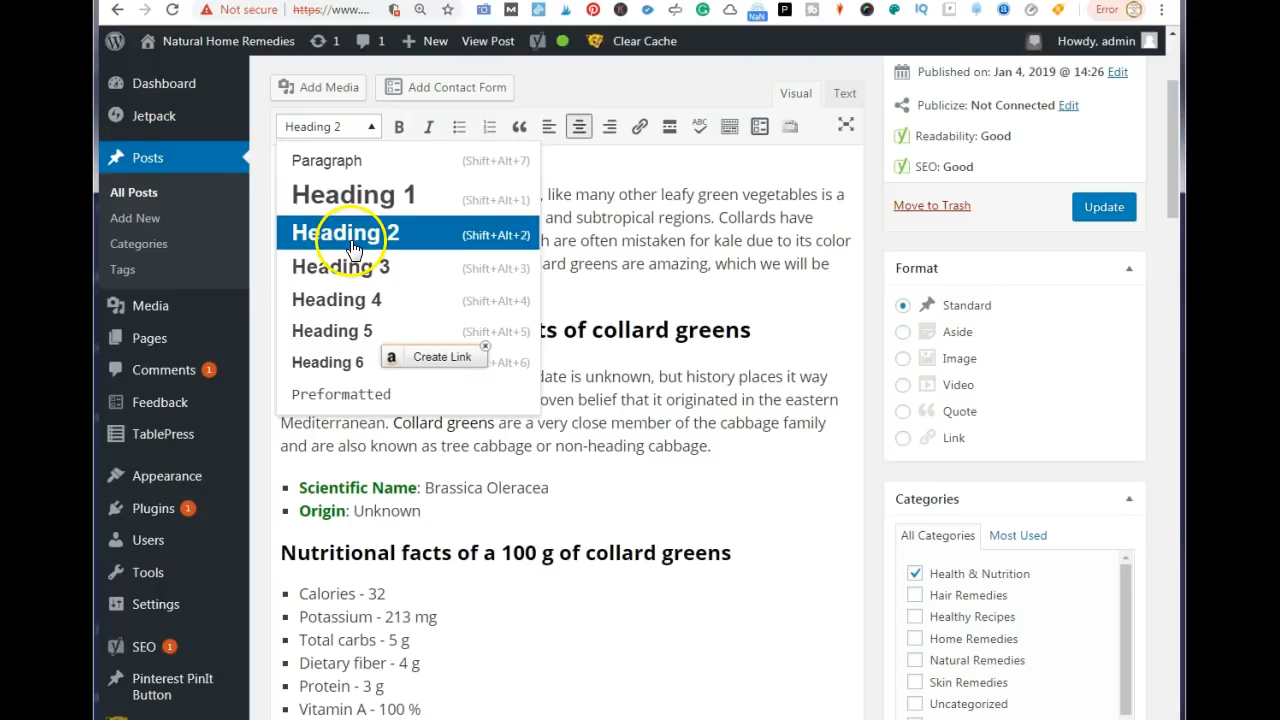 Not secure
https://www....
NaN
Error
Natural Home Remedies
1
1
New
View Post
Clear Cache
Howdy, admin
Dashboard
Jetpack
Posts
All Posts
Add New
Categories
Tags
Media
Pages
Comments 1
Feedback
TablePress
Appearance
Plugins 1
Users
Tools
Settings
SEO 1
Pinterest PinIt
Button
Add Media
Add Contact Form
Visual
Text
Heading 2
ABC
Paragraph (Shift+Alt+7)
Heading 1 (Shift+Alt+1)
Heading 2 (Shift+Alt+2)
Heading 3 (Shift+Alt+3)
Heading 4 (Shift+Alt+4)
Heading 5 (Shift+Alt+5)
Heading 6 +Alt+6)
Preformatted
a Create Link
, like many other leafy green vegetables is a
and subtropical regions. Collards have
are often mistaken for kale due to its color
greens are amazing, which we will be
of collard greens
is unknown, but history places it way
belief that it originated in the eastern
Mediterranean. Collard greens are a very close member of the cabbage family
and are also known as tree cabbage or non-heading cabbage.
Scientific Name: Brassica Oleracea
Origin: Unknown
Nutritional facts of a 100 g of collard greens
Calories - 32
Potassium - 213 mg
Total carbs - 5 g
Dietary fiber - 4 g
Protein - 3 g
Vitamin A - 100 %
Published on: Jan 4, 2019 @ 14:26 Edit
Publicize: Not Connected Edit
Readability: Good
SEO: Good
Move to Trash
Update
Format
Standard
Aside
Image
Video
Quote
Link
Categories
All Categories
Most Used
Health & Nutrition
Hair Remedies
Healthy Recipes
Home Remedies
Natural Remedies
Skin Remedies
Uncategorized